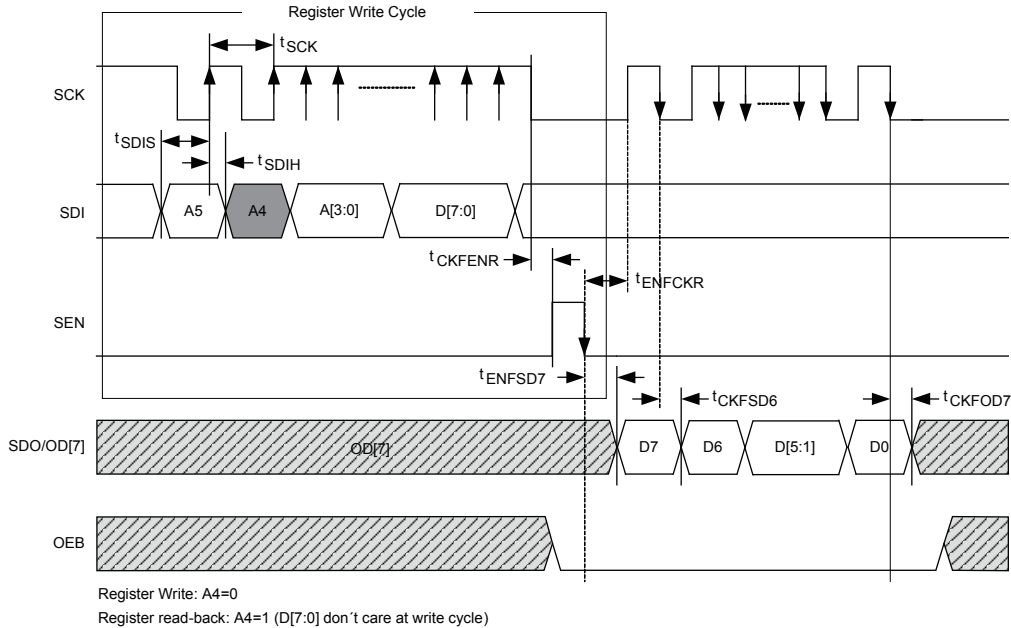 Register Write Cycle
tSCK
SCK
tSDIS
tSDIH
SDI
A5
A4
A[3:0]
D[7:0]
tCKFENR
tENFCKR
SEN
tENFSD7
tCKFSD6
tCKFOD7
SDO/OD[7]
OD[7]
D7
D6
D[5:1]
D0
OEB
Register Write: A4=0
Register read-back: A4=1 (D[7:0] don´t care at write cycle)